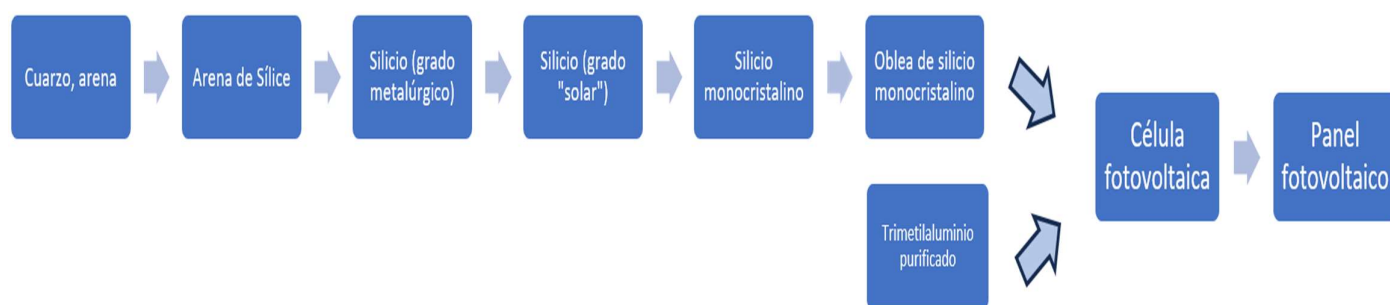 Cuarzo, arena
Arena de Sílice
Silicio (grado
metalúrgico)
Silicio (grado
"solar")
Silicio
monocristalino
Oblea de silicio
monocristalino
Trimetilaluminio
purificado
Célula
fotovoltaica
Panel
fotovoltaico